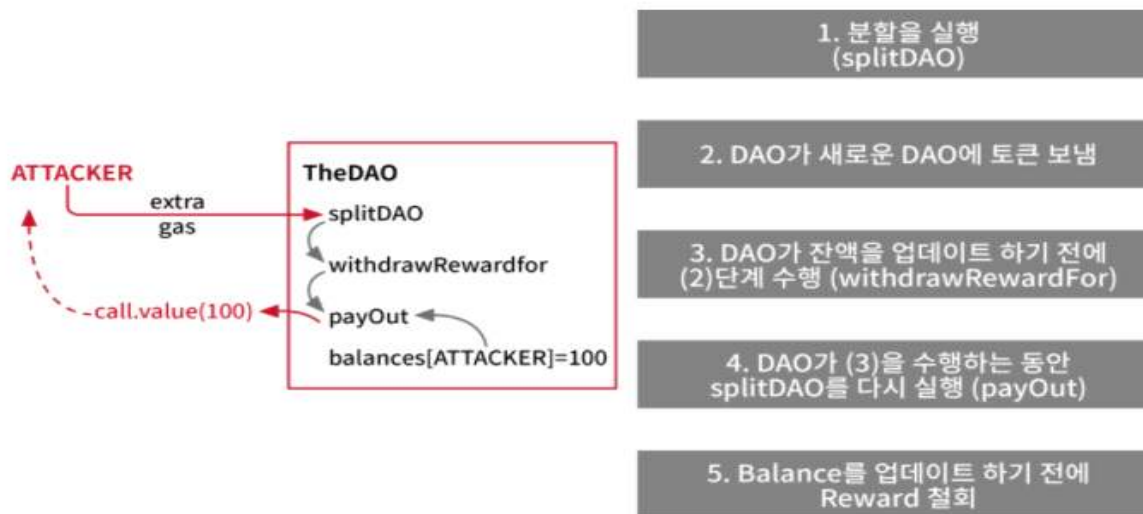 ATTACKER
extra
gas
call.value(100)
TheDAO
splitDAO
withdrawRewardfor
payOut
balances[ATTACKER]=100
1. 분할을 실행
(splitDAO)
2. DAO가 새로운 DAO에 토큰 보냄
3. DAO가 잔액을 업데이트 하기 전에
(2)단계 수행 (withdrawRewardFor)
4. DAO가 (3)을 수행하는 동안
splitDAO를 다시 실행 (payOut)
5. Balance를 업데이트 하기 전에
Reward 철회